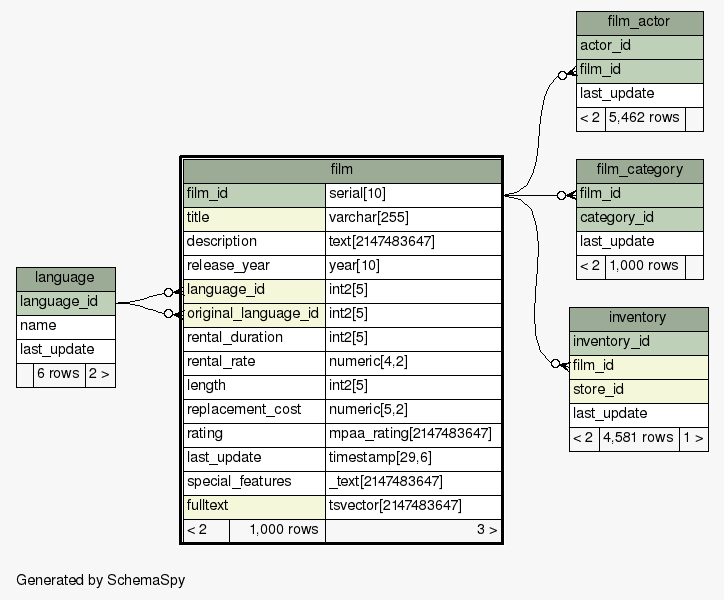 film_actor
actor_id
film_id
last_update
< 2 5,462 rows
film_category
film_id
category_id
last_update
< 2 1,000 rows
film
film_id serial[10]
title varchar[255]
description text[2147483647]
release_year year[10]
language_id int2[5]
original_language_id int2[5]
rental_duration int2[5]
rental_rate numeric[4,2]
length int2[5]
replacement_cost numeric[5,2]
rating mpaa_rating[2147483647]
last_update timestamp[29,6]
special_features _text[2147483647]
fulltext tsvector[2147483647]
< 2 1,000 rows 3 >
language
language_id
name
last_update
6 rows 2 >
inventory
inventory_id
film_id
store_id
last_update
< 2 4,581 rows 1 >
Generated by SchemaSpy